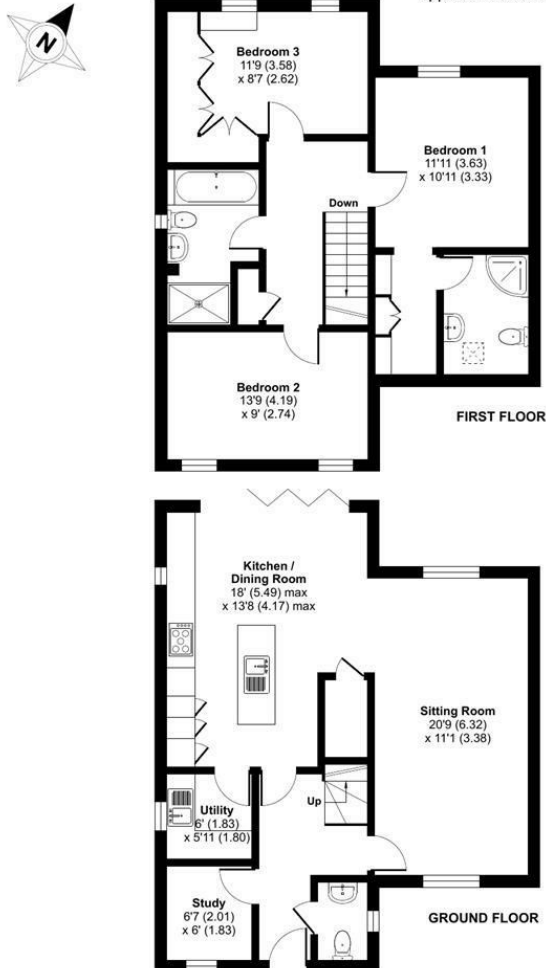 N
Bedroom 3
11'9 (3.58)
x 8'7 (2.62)
Bedroom 1
11'11 (3.63)
x 10'11 (3.33)
Down
Bedroom 2
13'9 (4.19)
x 9' (2.74)
FIRST FLOOR
Kitchen /
Dining Room
18' (5.49) max
x 13'8 (4.17) max
Sitting Room
20'9 (6.32)
x 11'1 (3.38)
Up
Utility
6' (1.83)
x 5'11 (1.80)
Study
6'7 (2.01)
x 6' (1.83)
GROUND FLOOR